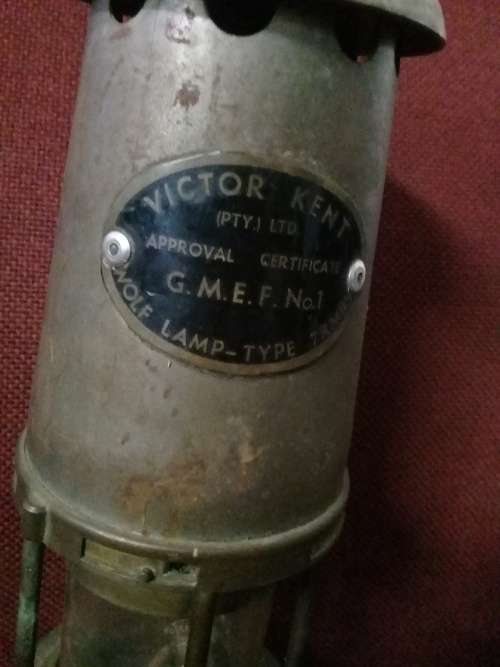 VICTOR KENT
(PTY.) LTD
APPROVAL CERTIFICATE
G.M.E.F. No.1
WOLF LAMP-TYPE